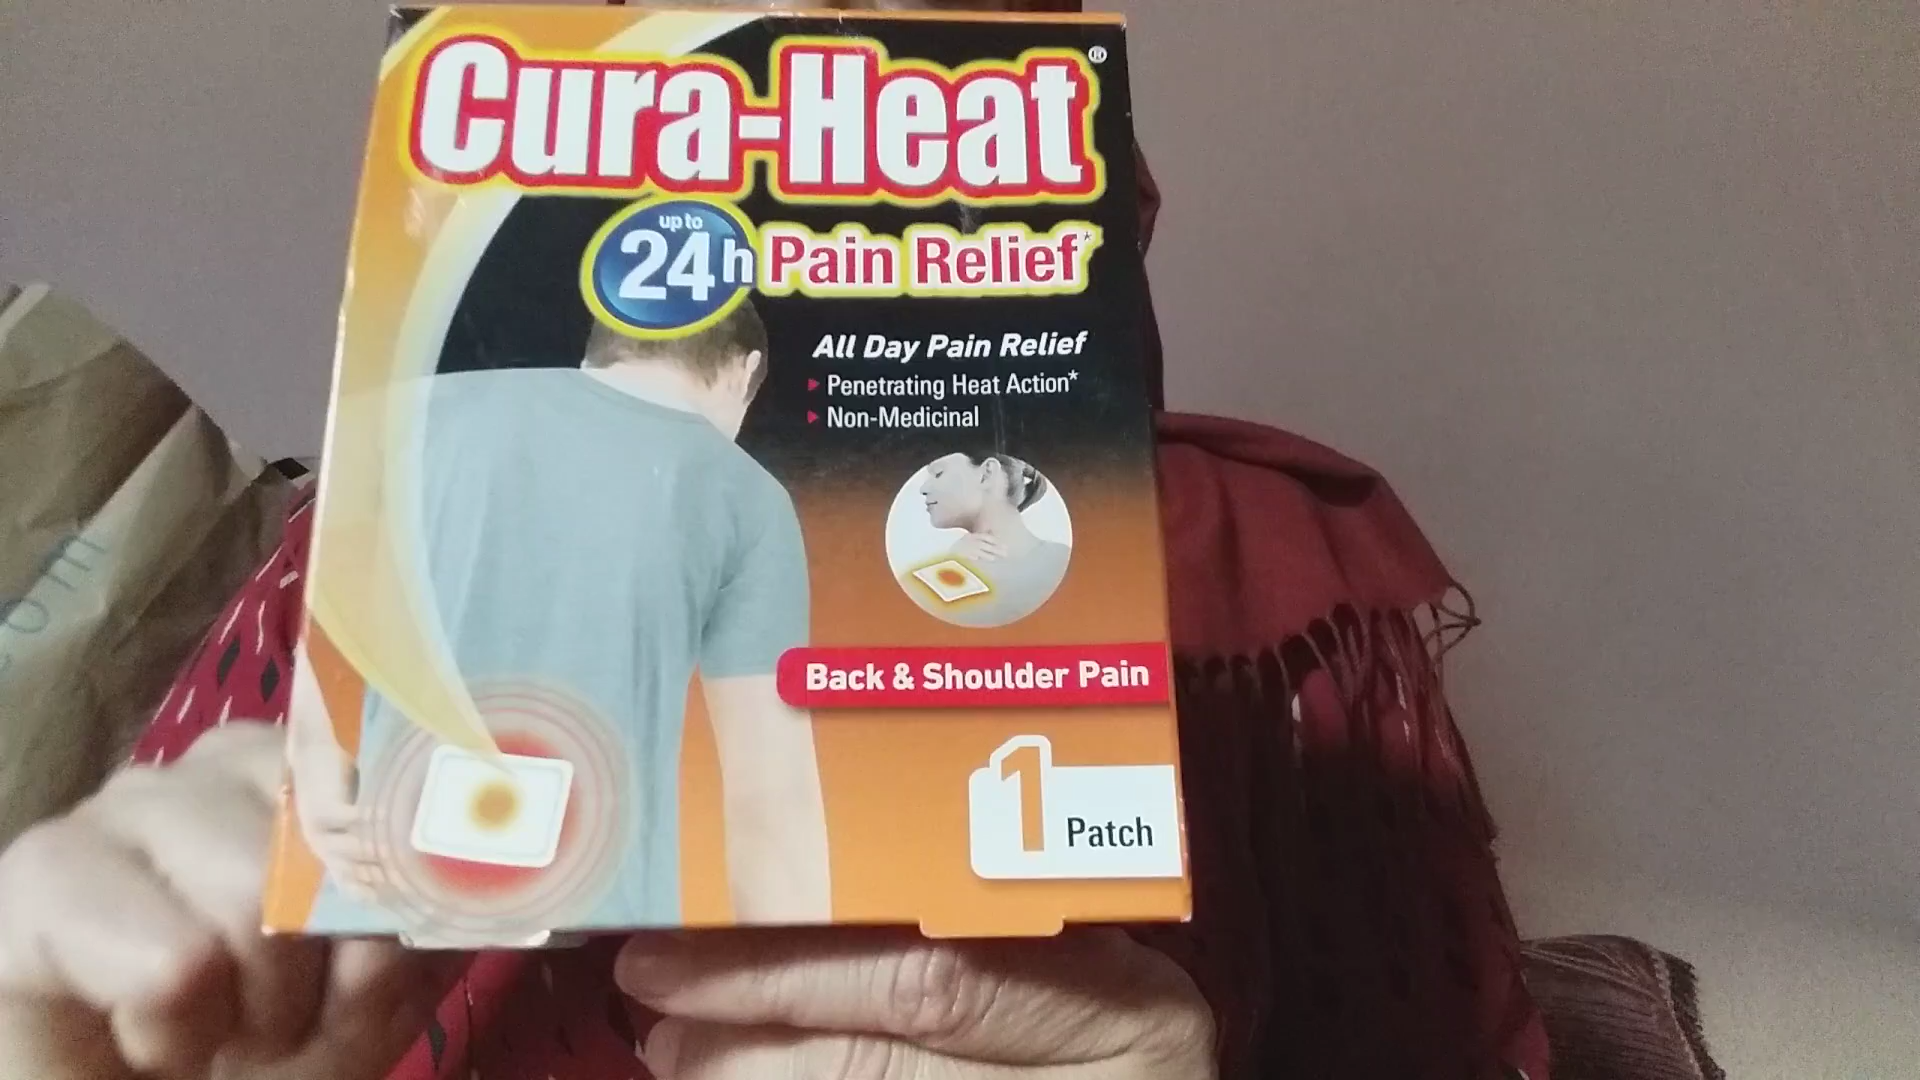 Cura-Heat®
up to
24h Pain Relief*
All Day Pain Relief
Penetrating Heat Action*
Non-Medicinal
Back & Shoulder Pain
1 Patch